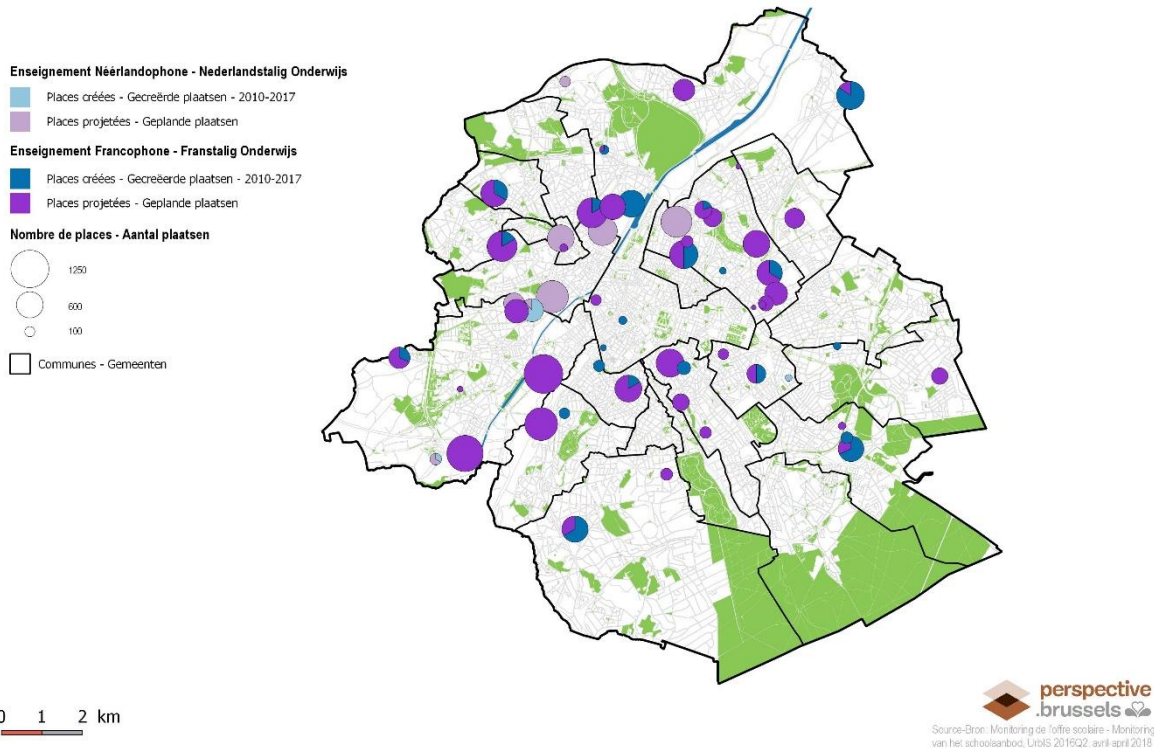 Enseignement Néérlandophone - Nederlandstalig Onderwijs
Places créées - Gecreërde plaatsen - 2010-2017
Places projetées - Geplande plaatsen
Enseignement Francophone - Franstalig Onderwijs
Places créées - Gecreëerde plaatsen - 2010-2017
Places projetées - Geplande plaatsen
Nombre de places - Aantal plaatsen
1250
600
100
Communes - Gemeenten
0 1 2 km
perspective
.brussels
Source-Bron: Monitoring de l'offre scolaire - Monitoring
van het schoolaanbod, UrbIS 2016Q2, avril-april 2018